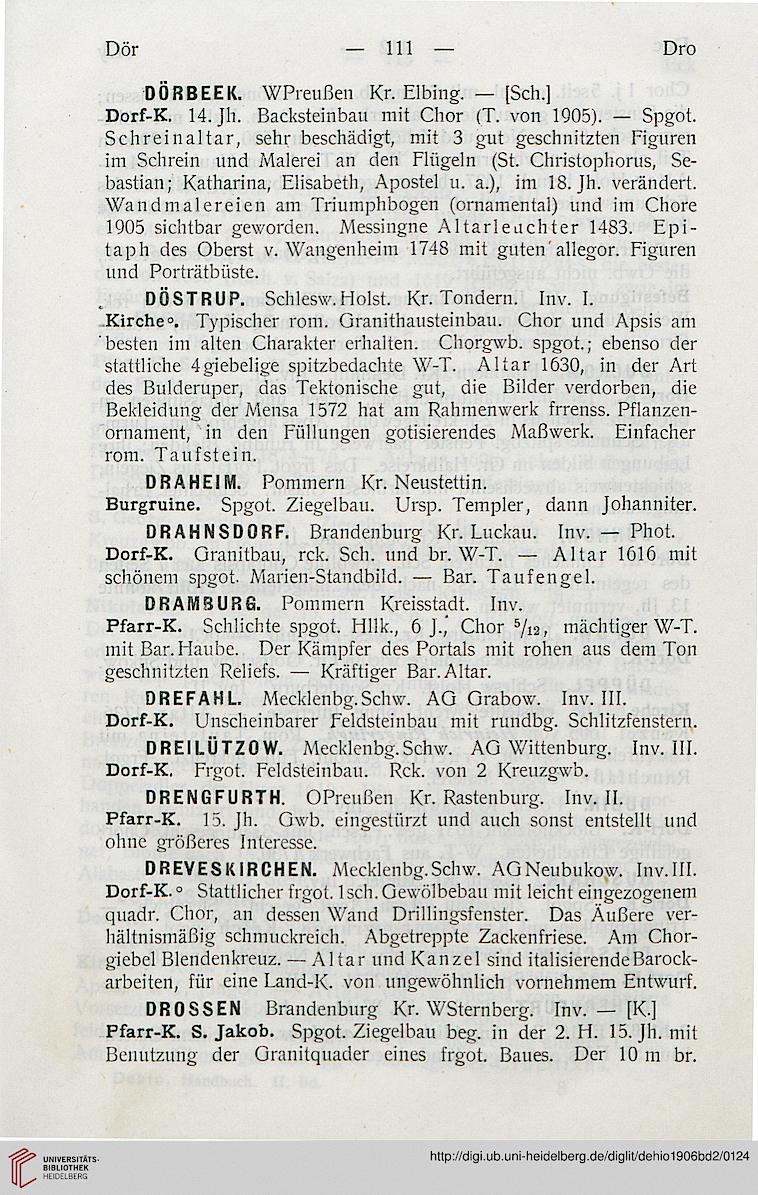 Dör — 111 — Dro
DÖRBEEK. WPreußen Kr. Elbing. — [Sch.]
Dorf-K. 14. Jh. Backsteinbau mit Chor (T. von 1905). — Spgot.
Schreinaltar, sehr beschädigt, mit 3 gut geschnitzten Figuren
im Schrein und Malerei an den Flügeln (St. Christophorus, Se-
bastian; Katharina, Elisabeth, Apostel u. a.), im 18. Jh. verändert.
Wandmalereien am Triumphbogen (ornamental) und im Chore
1905 sichtbar geworden. Messingne Altarleuchter 1483. Epi-
taph des Oberst v. Wangenheim 1748 mit guten allegor. Figuren
und Porträtbüste.
DÖSTRUP. Schlesw. Holst. Kr. Tondern. Inv. I.
Kirche°. Typischer rom. Granithausteinbau. Chor und Apsis am
besten im alten Charakter erhalten. Chorgwb. spgot.; ebenso der
stattliche 4giebelige spitzbedachte W-T. Altar 1630, in der Art
des Bulderuper, das Tektonische gut, die Bilder verdorben, die
Bekleidung der Mensa 1572 hat am Rahmenwerk frrenss. Pflanzen-
ornament, in den Füllungen gotisierendes Maßwerk. Einfacher
rom. Taufstein.
DRAHEIM. Pommern Kr. Neustettin.
Burgruine. Spgot. Ziegelbau. Ursp. Templer, dann Johanniter.
DRAHNSDORF. Brandenburg Kr. Luckau. Inv. — Phot.
Dorf-K. Granitbau, rck. Sch. und br. W-T. — Altar 1616 mit
schönem spgot. Marien-Standbild. — Bar. Taufengel.
DRAMBURG. Pommern Kreisstadt. Inv.
Pfarr-K. Schlichte spgot. Hllk., 6 J., Chor 5/12, mächtiger W-T.
mit Bar. Haube. Der Kämpfer des Portals mit rohen aus dem Ton
geschnitzten Reliefs. — Kräftiger Bar. Altar.
DREFAHL. Mecklenbg. Schw. AG Grabow. Inv. III.
Dorf-K. Unscheinbarer Feldsteinbau mit rundbg. Schlitzfenstern.
DREILÜTZOW. Mecklenbg. Schw. AG Wittenburg. Inv. III.
Dorf-K. Frgot. Feldsteinbau. Rck. von 2 Kreuzgwb.
DRENGFURTH. OPreußen Kr. Rastenburg. Inv. II.
Pfarr-K. 15. Jh. Gwb. eingestürzt und auch sonst entstellt und
ohne größeres Interesse.
DREVESKIRCHEN. Mecklenbg. Schw. AG Neubukow. Inv. III.
Dorf-K.° Stattlicher frgot. 1sch. Gewölbebau mit leicht eingezogenem
quadr. Chor, an dessen Wand Drillingsfenster. Das Äußere ver-
hältnismäßig schmuckreich. Abgetreppte Zackenfriese. Am Chor-
giebel Blendenkreuz. — Altar und Kanzel sind italisierende Barock-
arbeiten, für eine Land-K. von ungewöhnlich vornehmem Entwurf.
DROSSEN Brandenburg Kr. WSternberg. Inv. — [K.]
Pfarr-K. S. Jakob. Spgot. Ziegelbau beg. in der 2. H. 15. Jh. mit
Benutzung der Granitquader eines frgot. Baues. Der 10 m br.
UNIVERSITÄTS-
BIBLIOTHEK
HEIDELBERG
http://digi.ub.uni-heidelberg.de/diglit/dehio1906bd2/0124